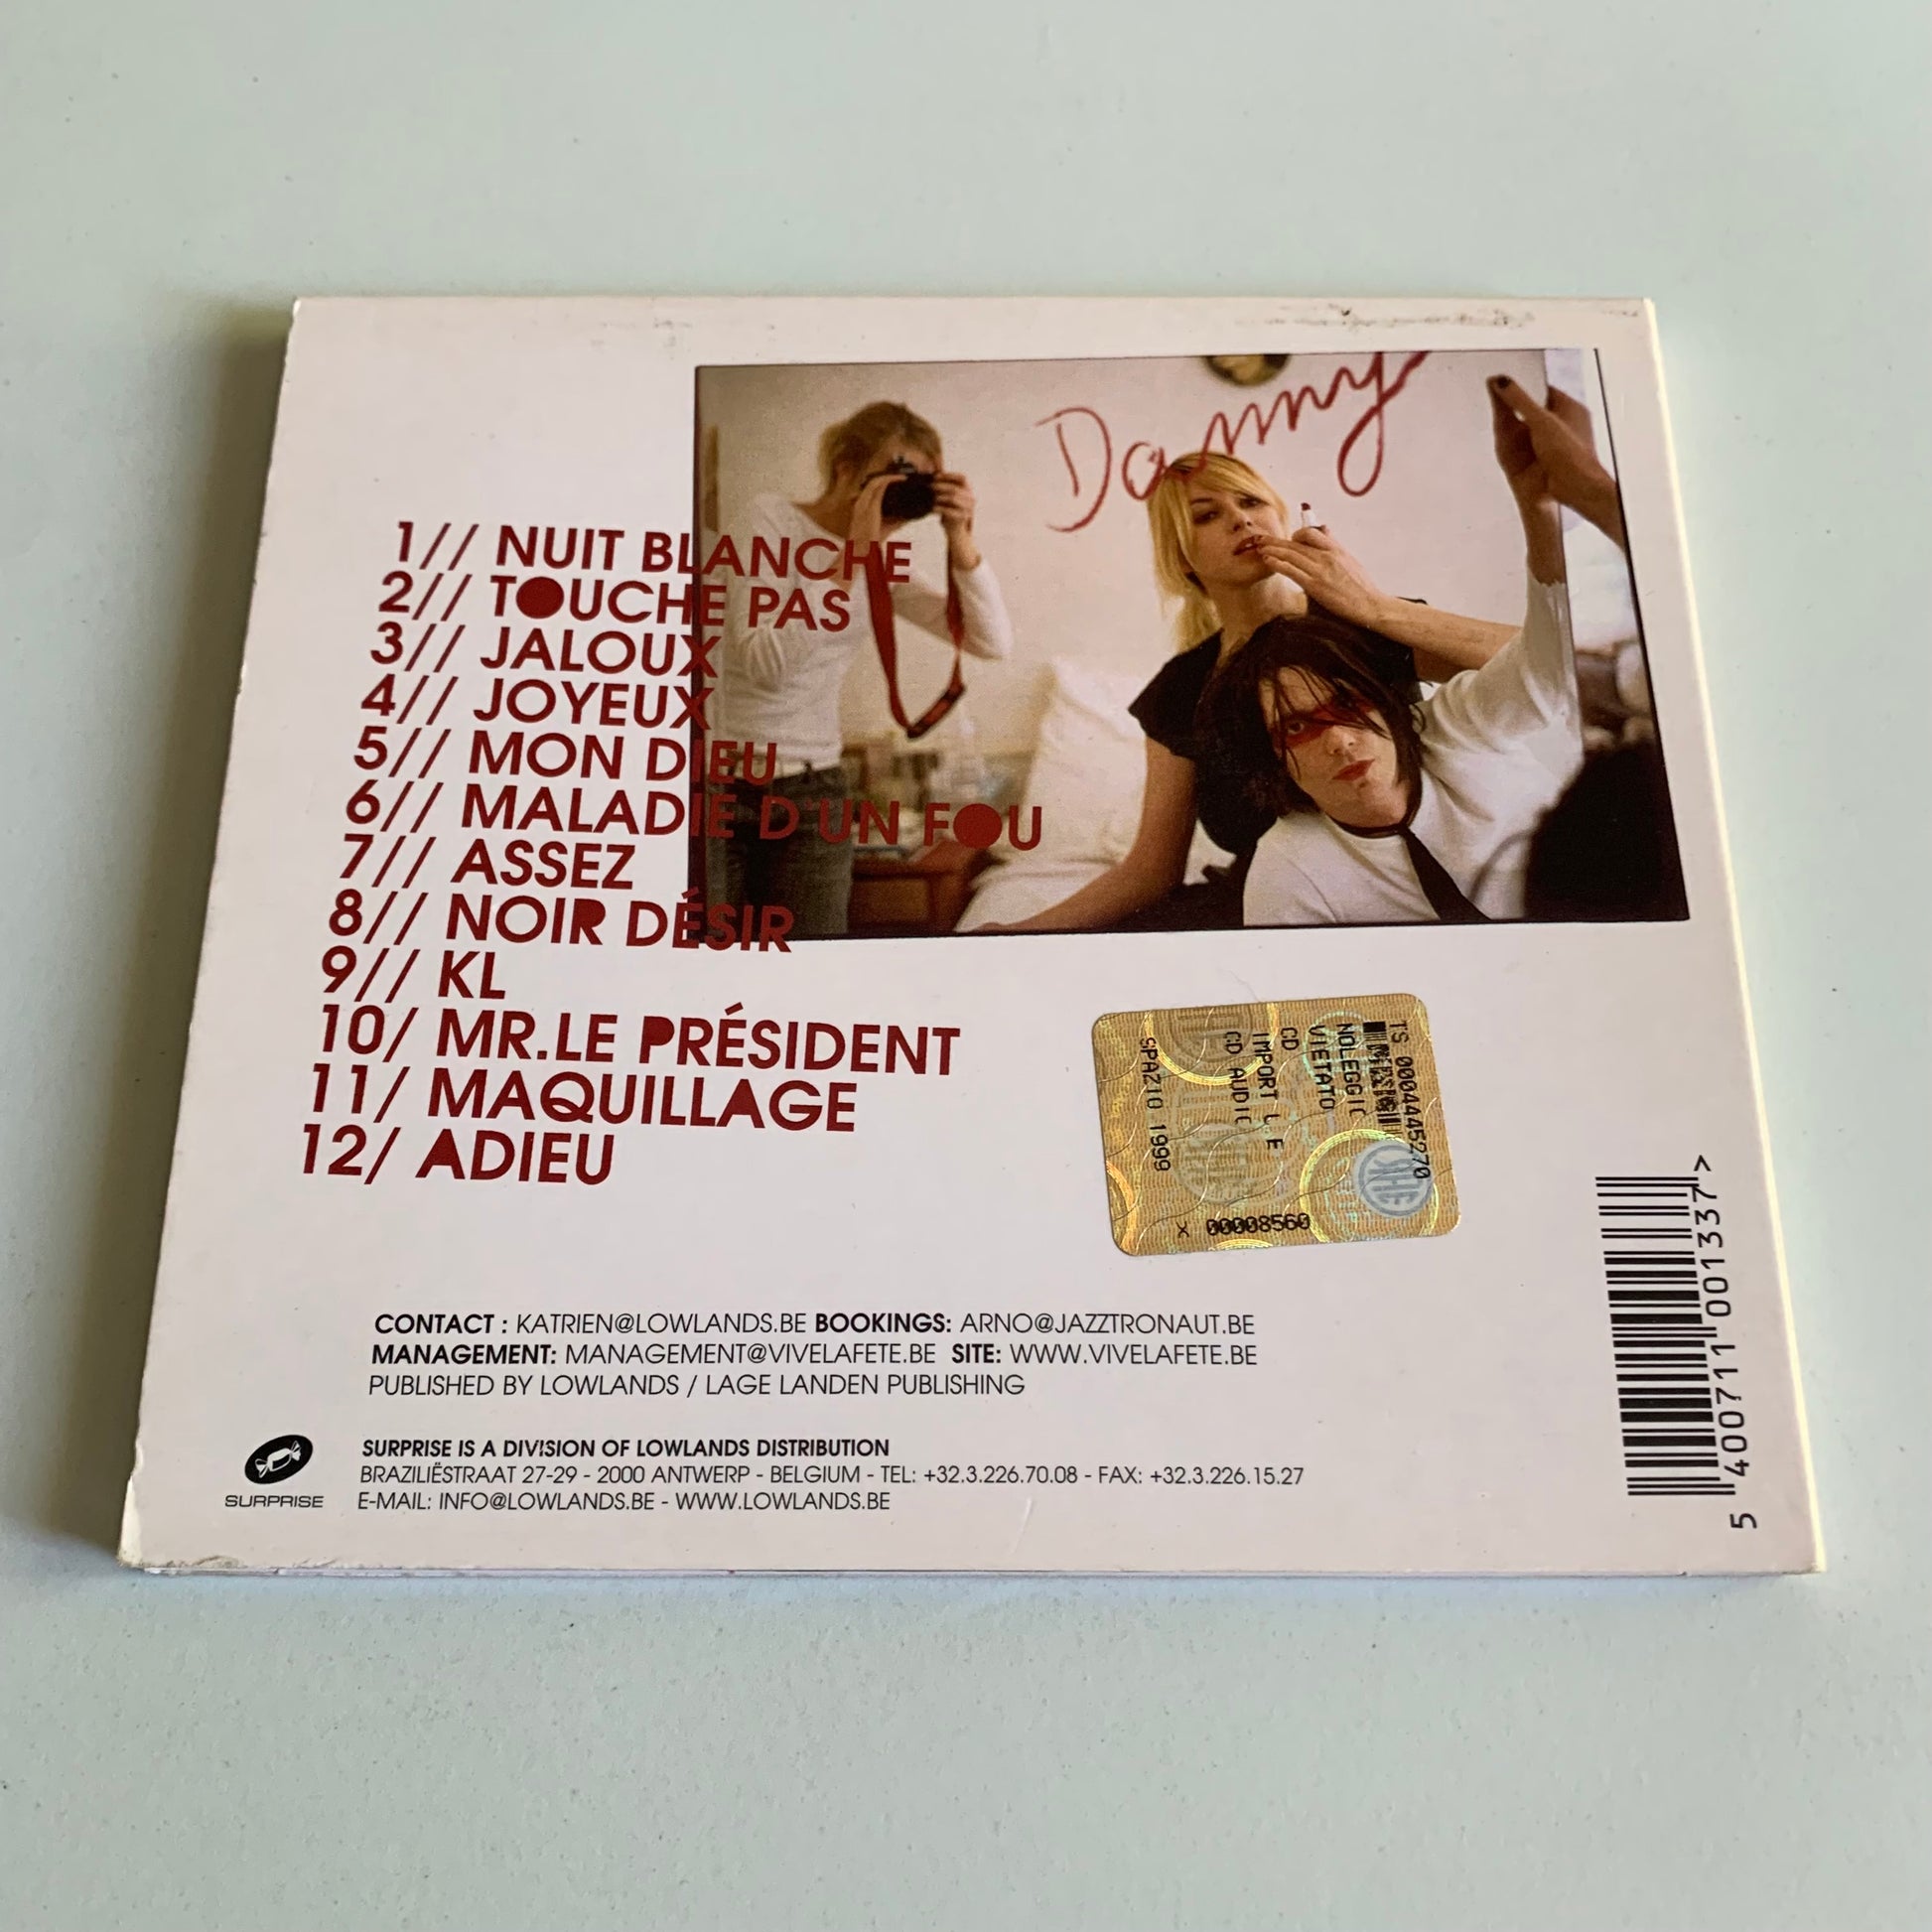 Danny
1// NUIT BLANCHE
2// TOUCHE PAS
3// JALOUX
4// JOYEUX
5// MON DIEU
6// MALADIE D'UN FOU
7// ASSEZ
8// NOIR DÉSIR
9// KL
10/ MR.LE PRÉSIDENT
11/ MAQUILLAGE
12/ ADIEU
TS 0004445270
NOLEGGIC
VIETATO
CD
IMPORT L E
CD AUDIC
SPAZIO 1999
X 00008560
SIAE
CONTACT : KATRIEN@LOWLANDS.BE BOOKINGS: ARNO@JAZZTRONAUT.BE
MANAGEMENT: MANAGEMENT@VIVELAFETE.BE SITE: WWW.VIVELAFETE.BE
PUBLISHED BY LOWLANDS / LAGE LANDEN PUBLISHING
SURPRISE
SURPRISE IS A DIVISION OF LOWLANDS DISTRIBUTION
BRAZILIËSTRAAT 27-29 - 2000 ANTWERP - BELGIUM - TEL: +32.3.226.70.08 - FAX: +32.3.226.15.27
E-MAIL: INFO@LOWLANDS.BE - WWW.LOWLANDS.BE
5 400711 001337 >